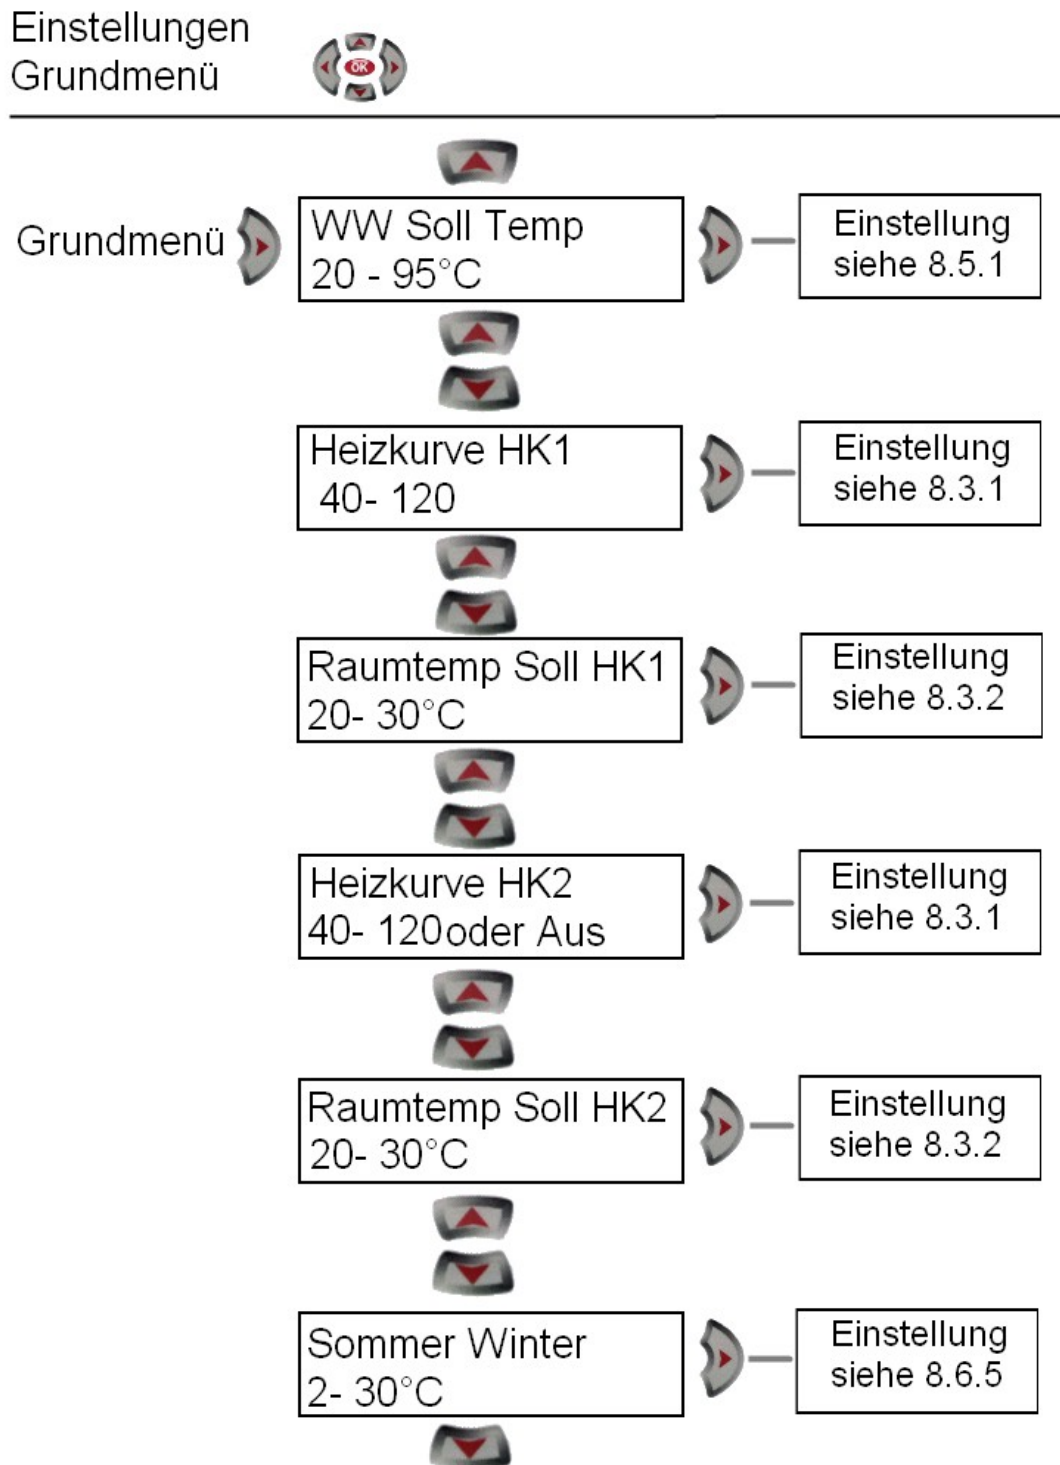 Einstellungen
Grundmenü
OK
Grundmenü
WW Soll Temp
20 - 95°C
Einstellung
siehe 8.5.1
Heizkurve HK1
40- 120
Einstellung
siehe 8.3.1
Raumtemp Soll HK1
20- 30°C
Einstellung
siehe 8.3.2
Heizkurve HK2
40- 120oder Aus
Einstellung
siehe 8.3.1
Raumtemp Soll HK2
20- 30°C
Einstellung
siehe 8.3.2
Sommer Winter
2- 30°C
Einstellung
siehe 8.6.5